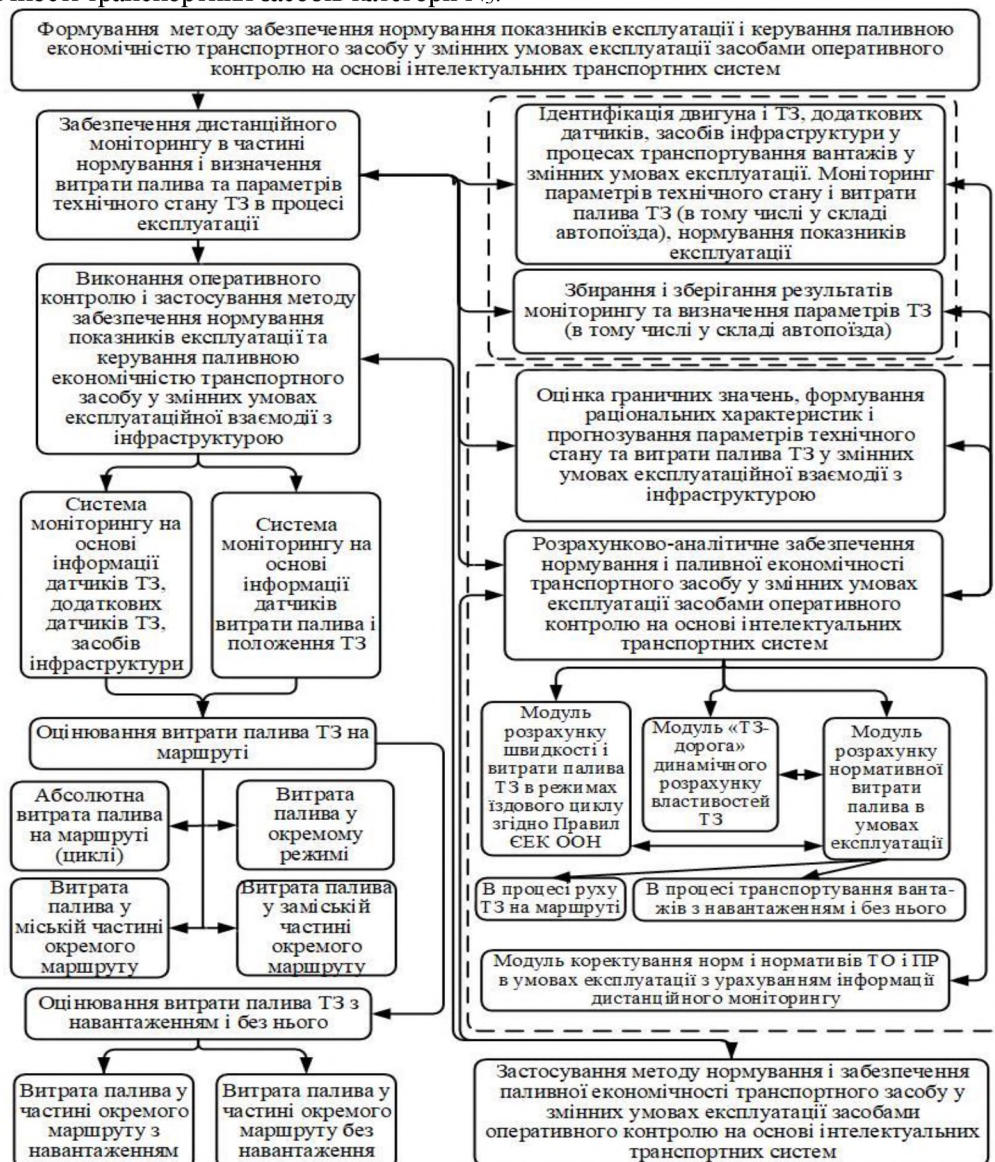 Формування методу забезпечення нормування показників експлуатації і керування паливною
економічністю транспортного засобу у змінних умовах експлуатації засобами оперативного
контролю на основі інтелектуальних транспортних систем
Забезпечення дистанційного
моніторингу в частині
нормування і визначення
витрати палива та параметрів
технічного стану ТЗ в процесі
експлуатації
Ідентифікація двигуна і ТЗ, додаткових
датчиків, засобів інфраструктури у
процесах транспортування вантажів у
змінних умовах експлуатації. Моніторинг
параметрів технічного стану і витрати
палива ТЗ (в тому числі у складі
автопоїзда), нормування показників
експлуатації
Виконання оперативного
контролю і застосування методу
забезпечення нормування
показників експлуатації та
керування паливною
економічністю транспортного
засобу у змінних умовах
експлуатаційної взаємодії з
інфраструктурою
Збирання і зберігання результатів
моніторингу та визначення параметрів ТЗ
(в тому числі у складі автопоїзда)
Оцінка граничних значень, формування
раціональних характеристик і
прогнозування параметрів технічного
стану та витрати палива ТЗ у змінних
умовах експлуатаційної взаємодії з
інфраструктурою
Система
моніторингу на
основі
інформації
датчиків ТЗ,
додаткових
датчиків ТЗ,
засобів
інфраструктури
Система
моніторингу на
основі
інформації
датчиків
витрати палива і
положення ТЗ
Розрахунково-аналітичне забезпечення
нормування і паливної економічності
транспортного засобу у змінних умовах
експлуатації засобами оперативного
контролю на основі інтелектуальних
транспортних систем
Оцінювання витрати палива ТЗ на
маршруті
Модуль
розрахунку
швидкості і
витрати палива
ТЗ в режимах
їздового циклу
згідно Правил
ЄЕК ООН
Модуль «ТЗ-
дорога»
динамічного
розрахунку
властивостей
ТЗ
Модуль
розрахунку
нормативної
витрати
палива в
умовах
експлуатації
Абсолютна
витрата палива
на маршруті
(циклі)
Витрата
палива у
окремому
режимі
Витрата
палива у
міській частині
окремого
маршруту
Витрата палива
у заміській
частині
окремого
маршруту
В процесі руху
ТЗ на маршруті
В процесі транспортування ванта-
жів з навантаженням і без нього
Модуль коректування норм і нормативів ТО і ПР
в умовах експлуатації з урахуванням інформації
дистанційного моніторингу
Оцінювання витрати палива ТЗ з
навантаженням і без нього
Витрата палива у
частині окремого
маршруту з
навантаженням
Витрата палива у
частині окремого
маршруту без
навантаження
Застосування методу нормування і забезпечення
паливної економічності транспортного засобу у
змінних умовах експлуатації засобами
оперативного контролю на основі інтелектуальних
транспортних систем